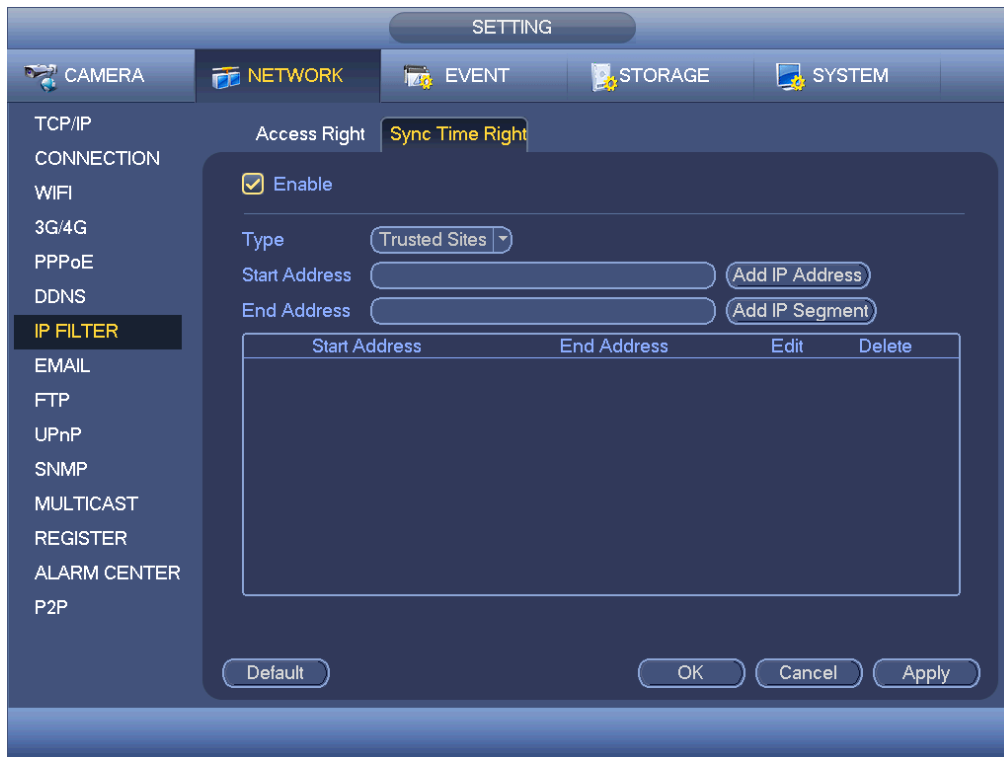 SETTING
CAMERA NETWORK EVENT STORAGE SYSTEM
TCP/IP
CONNECTION
WIFI
3G/4G
PPPoE
DDNS
IP FILTER
EMAIL
FTP
UPnP
SNMP
MULTICAST
REGISTER
ALARM CENTER
P2P
Access Right Sync Time Right
Enable
Type Trusted Sites
Start Address Add IP Address
End Address Add IP Segment
Start Address End Address Edit Delete
Default OK Cancel Apply